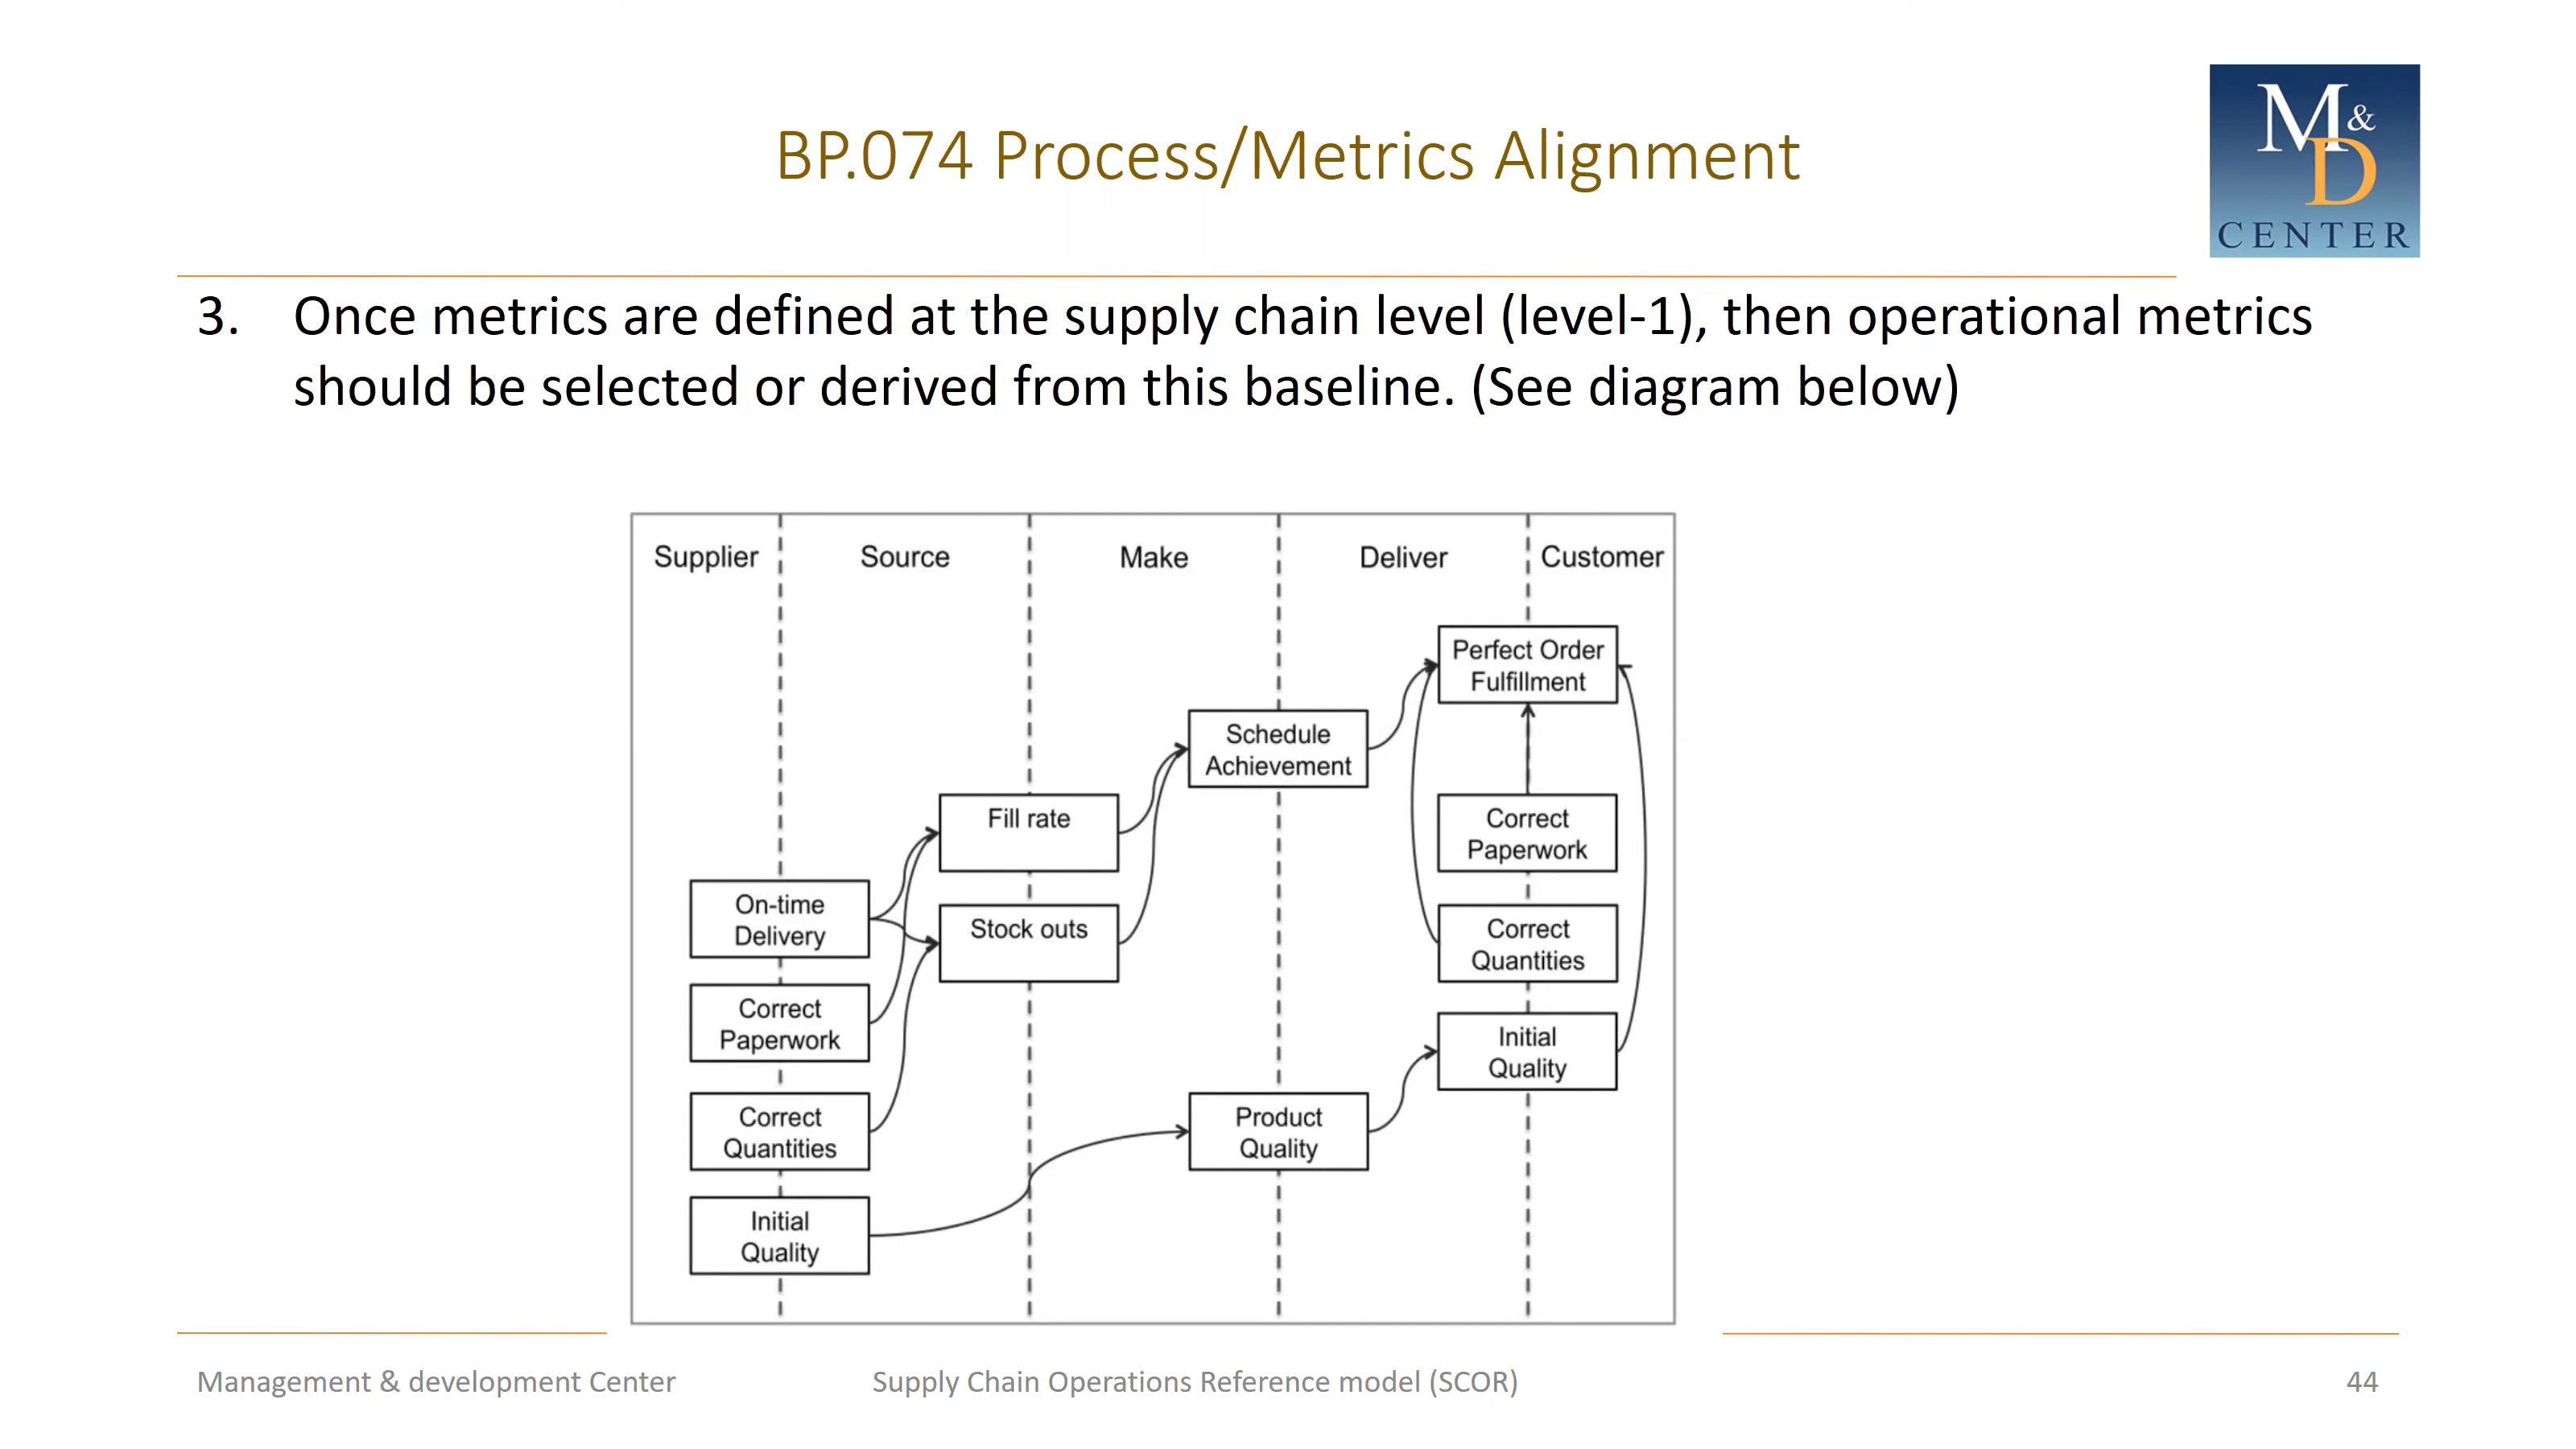 BP.074 Process/Metrics Alignment
M&
D
CENTER
3. Once metrics are defined at the supply chain level (level-1), then operational metrics
should be selected or derived from this baseline. (See diagram below)
Supplier
Source
Make
Deliver
Customer
Perfect Order
Fulfillment
Schedule
Achievement
Fill rate
Correct
Paperwork
On-time
Delivery
Stock outs
Correct
Quantities
Correct
Paperwork
Initial
Quality
Correct
Quantities
Product
Quality
Initial
Quality
Management & development Center
Supply Chain Operations Reference model (SCOR)
44